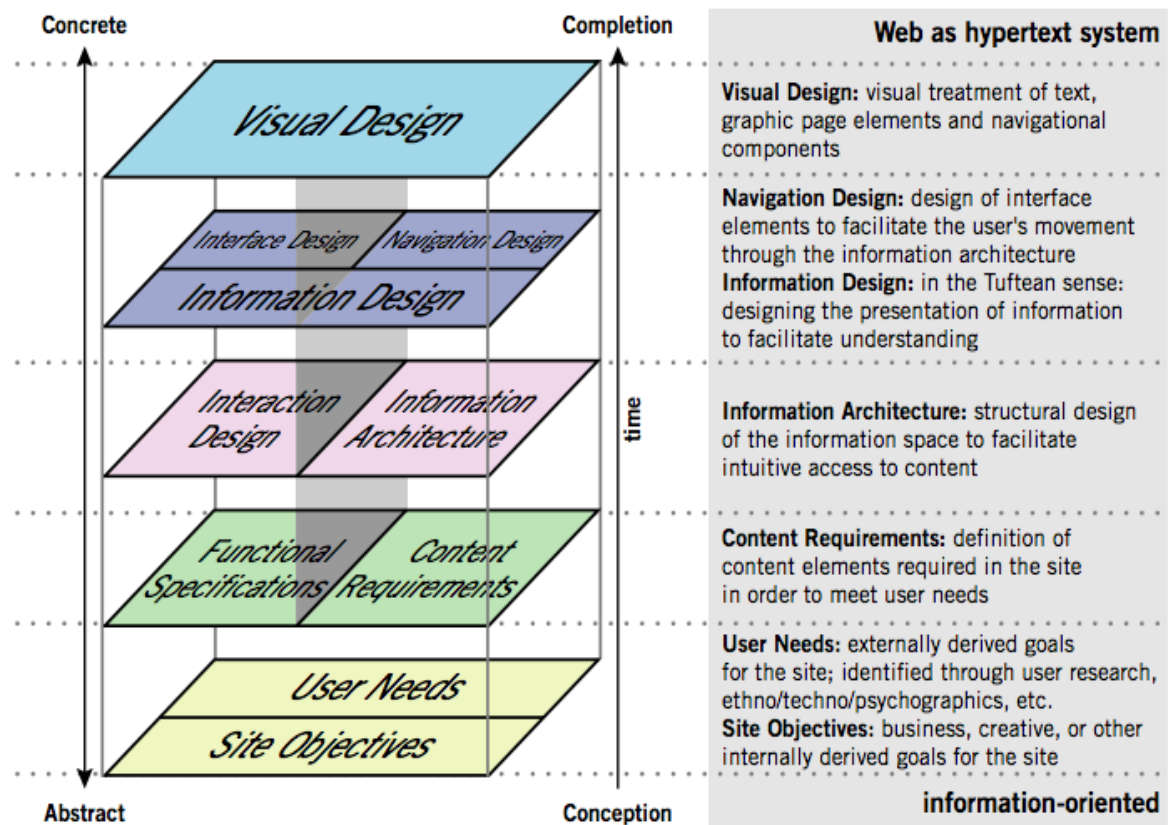 Concrete
Completion
Visual Design
Interface Design
Navigation Design
Information Design
Interaction
Design
Information
Architecture
time
Functional
Specifications
Content
Requirements
User Needs
Site Objectives
Abstract
Conception
Web as hypertext system
Visual Design: visual treatment of text,
graphic page elements and navigational
components
Navigation Design: design of interface
elements to facilitate the user's movement
through the information architecture
Information Design: in the Tuftean sense:
designing the presentation of information
to facilitate understanding
Information Architecture: structural design
of the information space to facilitate
intuitive access to content
Content Requirements: definition of
content elements required in the site
in order to meet user needs
User Needs: externally derived goals
for the site; identified through user research,
ethno/techno/psychographics, etc.
Site Objectives: business, creative, or other
internally derived goals for the site
information-oriented